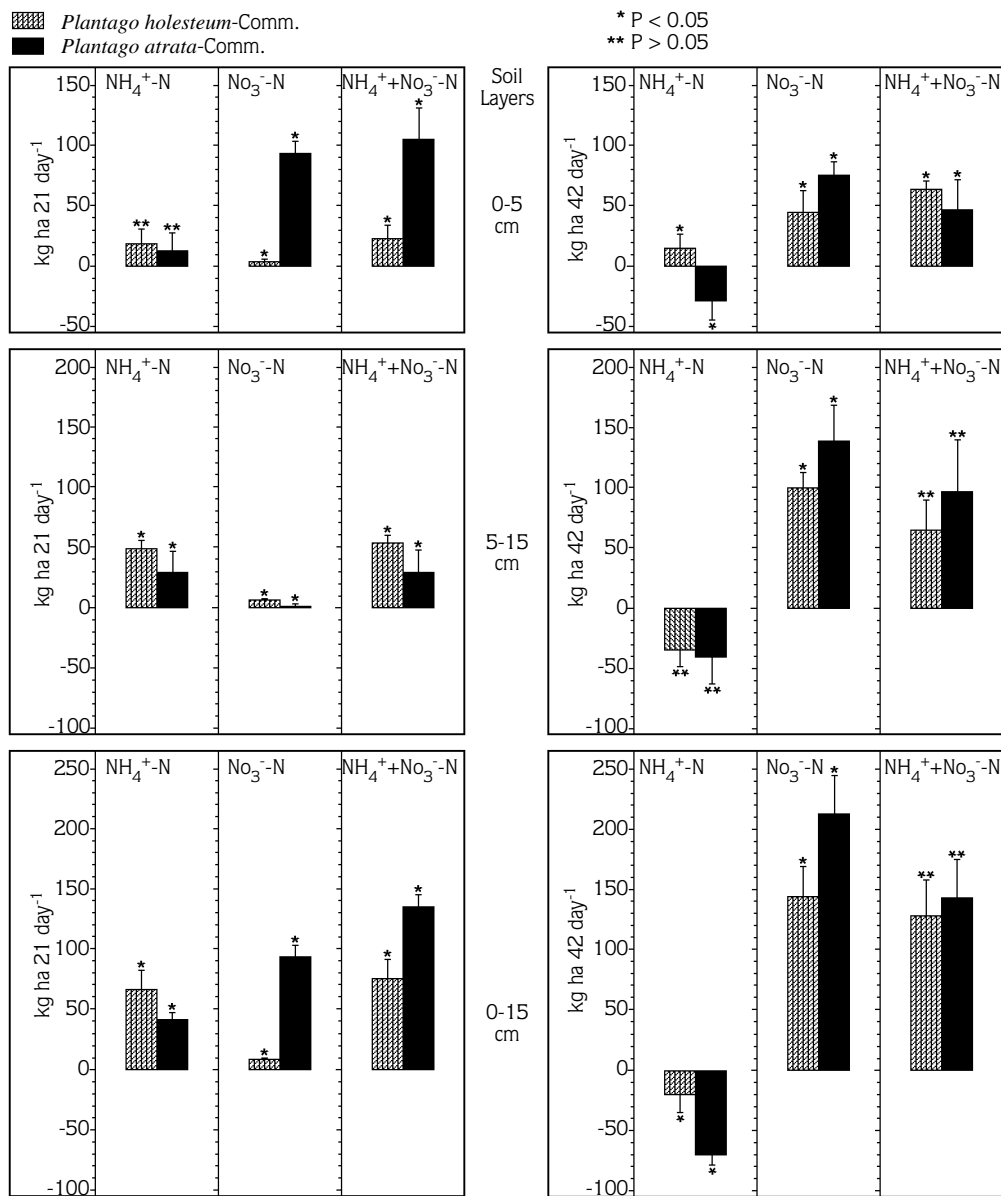 Plantago holesteum-Comm.
Plantago atrata-Comm.
* P < 0.05
** P > 0.05
NH₄⁺-N No₃⁻-N NH₄⁺+No₃⁻-N
150
100
50
0
-50
kg ha 21 day⁻¹
** ** * * * *
Soil
Layers
0-5
cm
NH₄⁺-N No₃⁻-N NH₄⁺+No₃⁻-N
150
100
50
0
-50
kg ha 42 day⁻¹
* * * * * *
NH₄⁺-N No₃⁻-N NH₄⁺+No₃⁻-N
200
150
100
50
0
-50
-100
kg ha 21 day⁻¹
* * * * * *
5-15
cm
NH₄⁺-N No₃⁻-N NH₄⁺+No₃⁻-N
200
150
100
50
0
-50
-100
kg ha 42 day⁻¹
** ** * * ** **
NH₄⁺-N No₃⁻-N NH₄⁺+No₃⁻-N
250
200
150
100
50
0
-50
-100
kg ha 21 day⁻¹
* * * * * *
0-15
cm
NH₄⁺-N No₃⁻-N NH₄⁺+No₃⁻-N
250
200
150
100
50
0
-50
-100
kg ha 42 day⁻¹
* * * * ** **